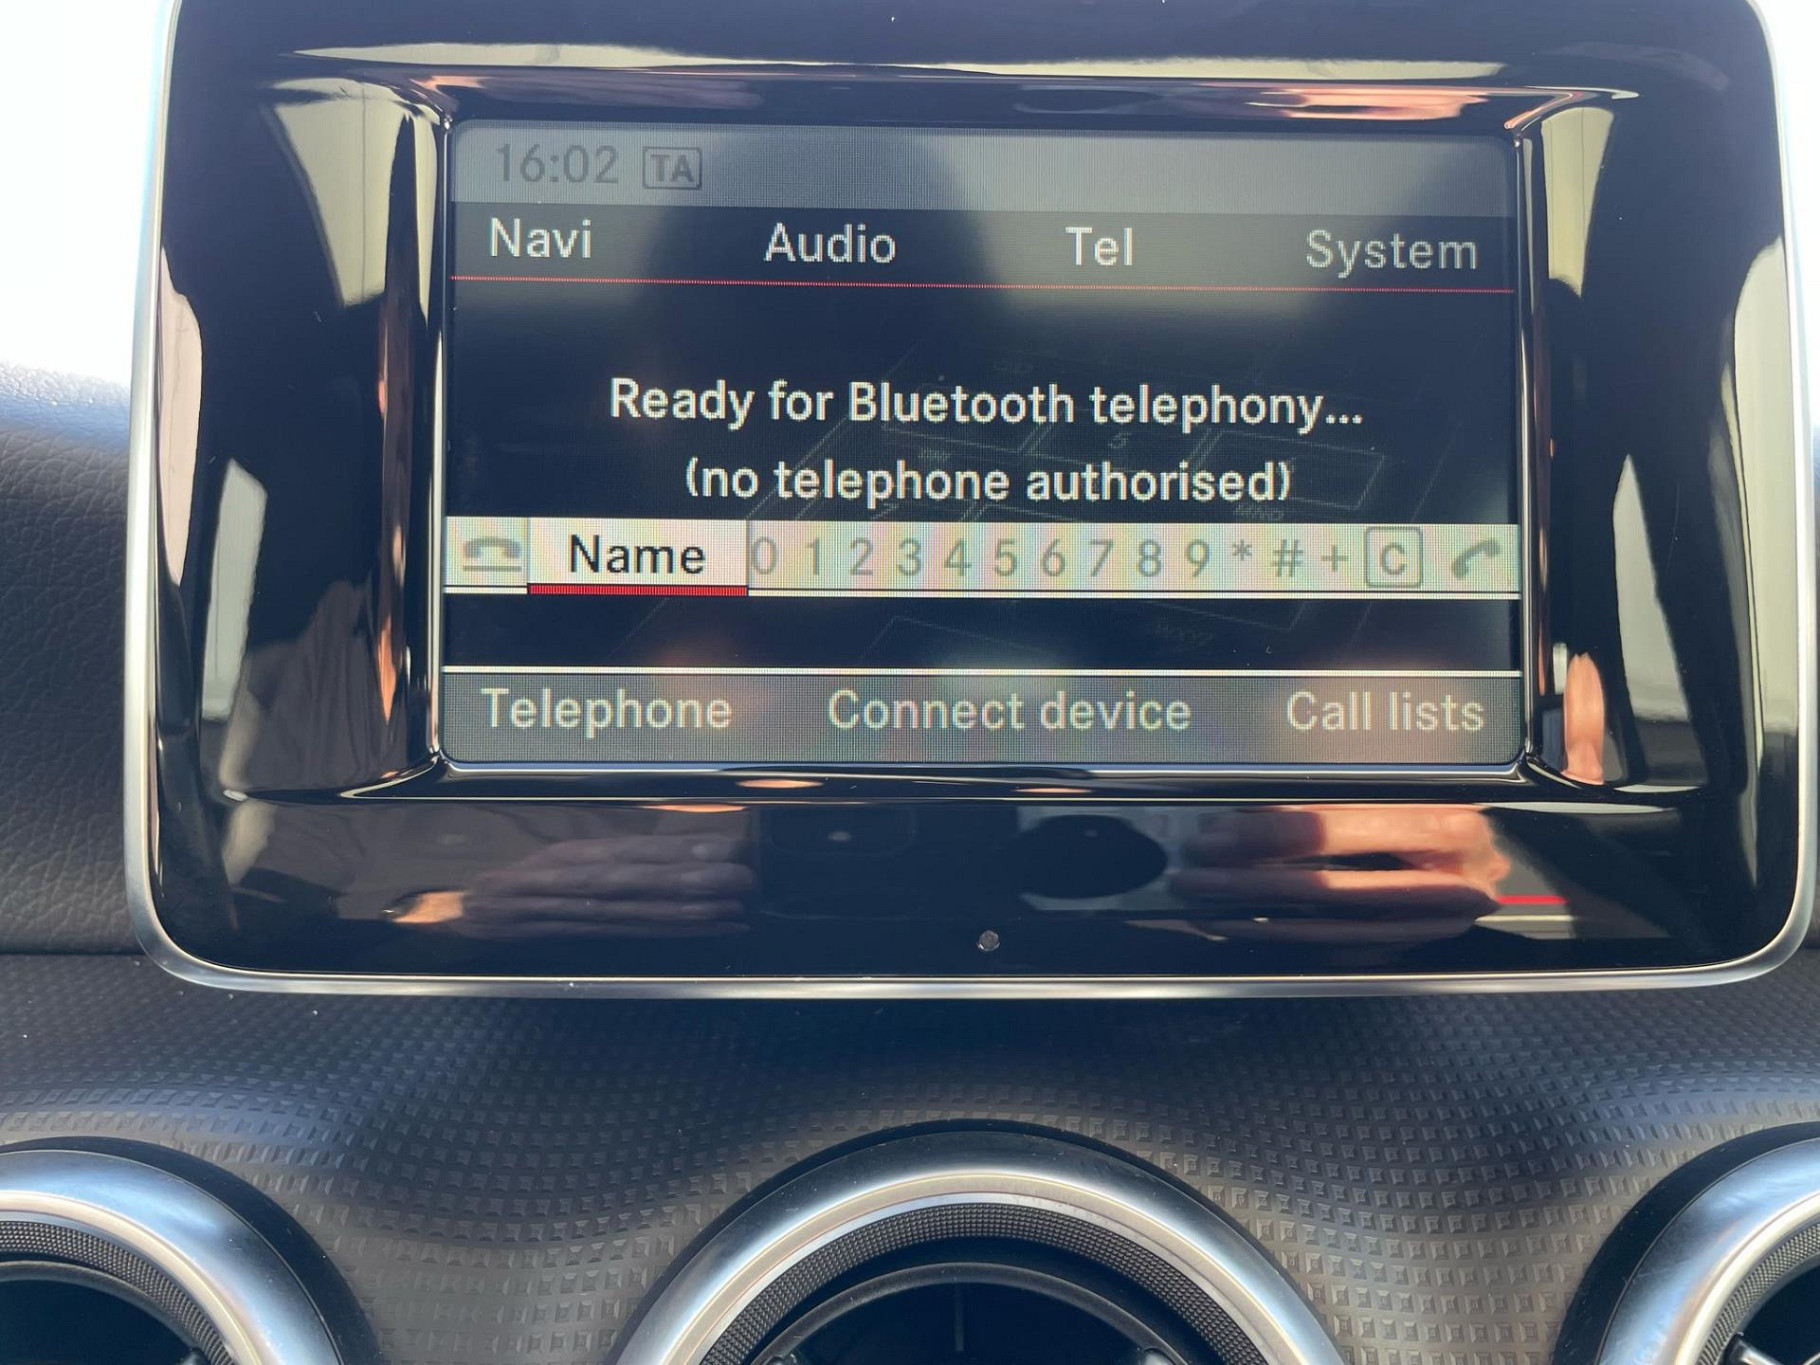 16:02 TA
Navi Audio Tel System
Ready for Bluetooth telephony...
(no telephone authorised)
Name 0 1 2 3 4 5 6 7 8 9 * # + C
Telephone Connect device Call lists